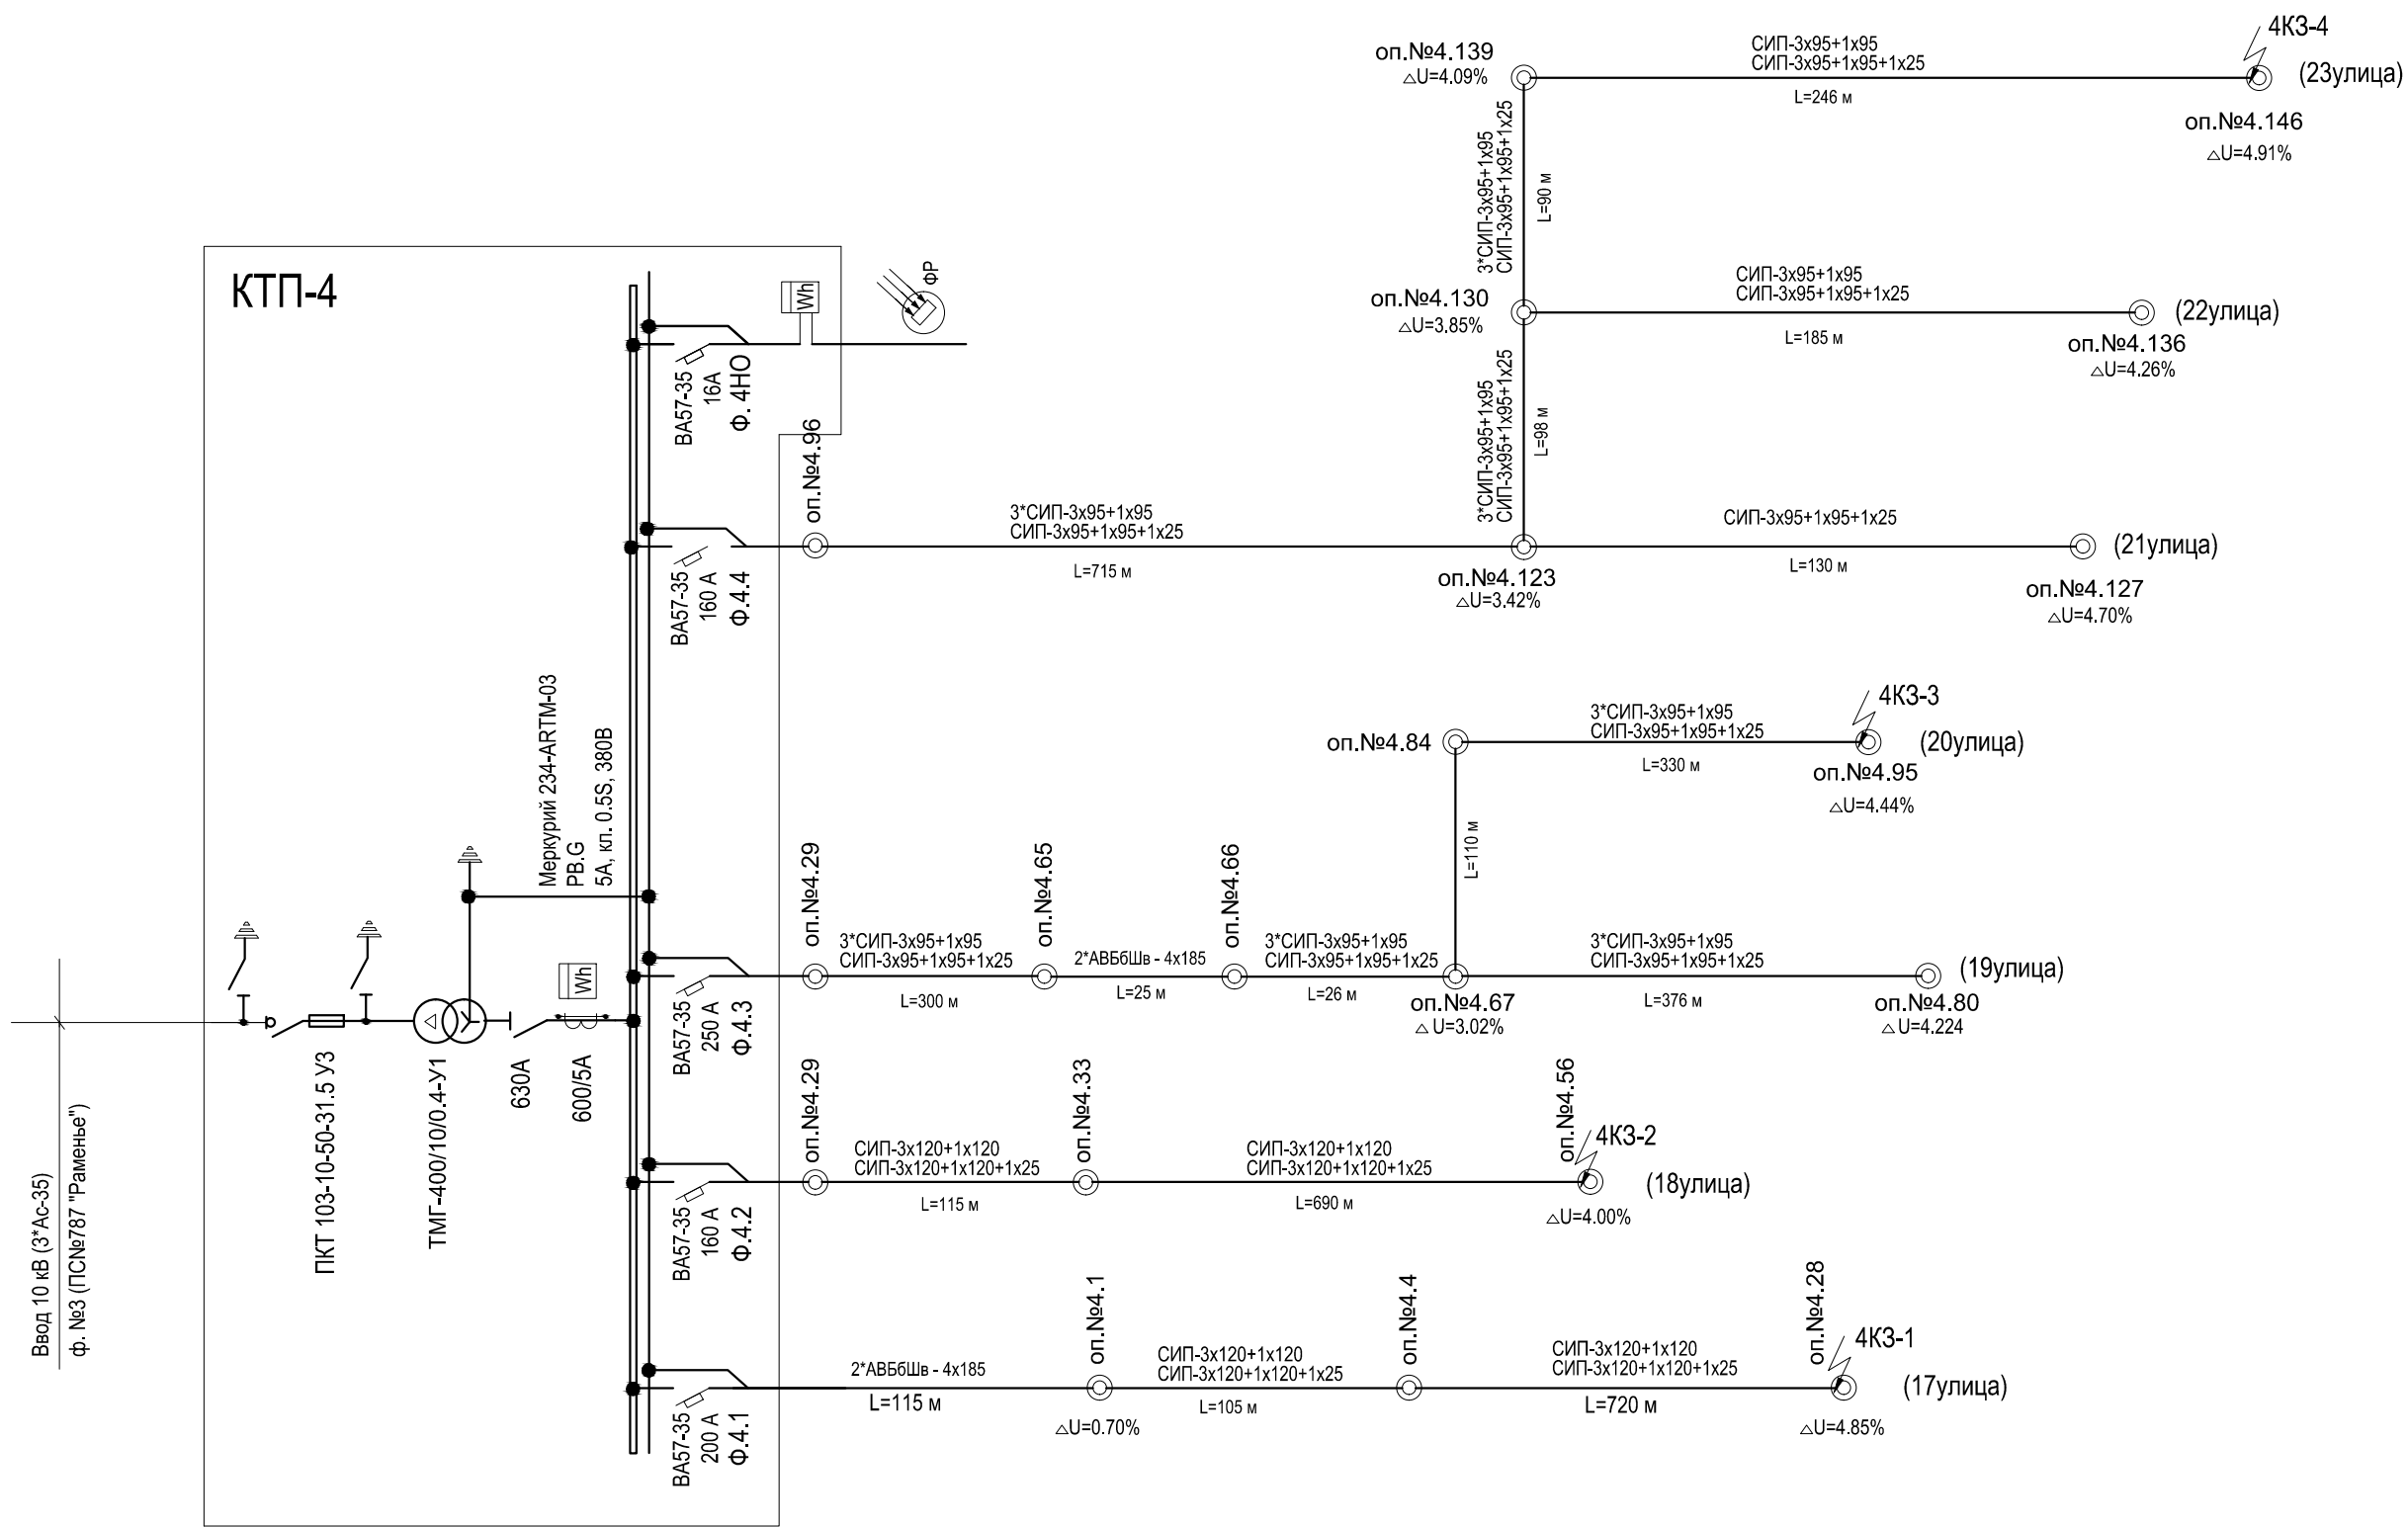 КТП-4
Ввод 10 кВ (3*Ас-35)
ф. №3 (ПС№787 "Раменье")
ПКТ 103-10-50-31.5 У3
ТМГ-400/10/0.4-У1
630А
600/5А
Wh
Меркурий 234-ARTM-03
PB.G
5А, кл. 0.5S, 380В
ВА57-35
16А
Ф. 4НО
Wh
ФР
ВА57-35
160 А
Ф.4.4
оп.№4.96
3*СИП-3х95+1х95
СИП-3х95+1х95+1х25
L=715 м
оп.№4.123
△U=3.42%
СИП-3х95+1х95+1х25
L=130 м
(21улица)
оп.№4.127
△U=4.70%
3*СИП-3х95+1х95
СИП-3х95+1х95+1х25
L=98 м
оп.№4.130
△U=3.85%
СИП-3х95+1х95
СИП-3х95+1х95+1х25
L=185 м
(22улица)
оп.№4.136
△U=4.26%
3*СИП-3х95+1х95
СИП-3х95+1х95+1х25
L=90 м
оп.№4.139
△U=4.09%
СИП-3х95+1х95
СИП-3х95+1х95+1х25
L=246 м
4КЗ-4
(23улица)
оп.№4.146
△U=4.91%
ВА57-35
250 А
Ф.4.3
оп.№4.29
3*СИП-3х95+1х95
СИП-3х95+1х95+1х25
L=300 м
оп.№4.65
2*АВБбШв - 4х185
L=25 м
оп.№4.66
3*СИП-3х95+1х95
СИП-3х95+1х95+1х25
L=26 м
оп.№4.67
△U=3.02%
3*СИП-3х95+1х95
СИП-3х95+1х95+1х25
L=376 м
(19улица)
оп.№4.80
△U=4.224
L=110 м
оп.№4.84
3*СИП-3х95+1х95
СИП-3х95+1х95+1х25
L=330 м
4КЗ-3
(20улица)
оп.№4.95
△U=4.44%
ВА57-35
160 А
Ф.4.2
оп.№4.29
СИП-3х120+1х120
СИП-3х120+1х120+1х25
L=115 м
оп.№4.33
СИП-3х120+1х120
СИП-3х120+1х120+1х25
L=690 м
оп.№4.56
4КЗ-2
(18улица)
△U=4.00%
ВА57-35
200 А
Ф.4.1
2*АВБбШв - 4х185
L=115 м
оп.№4.1
△U=0.70%
СИП-3х120+1х120
СИП-3х120+1х120+1х25
L=105 м
оп.№4.4
СИП-3х120+1х120
СИП-3х120+1х120+1х25
L=720 м
оп.№4.28
4КЗ-1
(17улица)
△U=4.85%